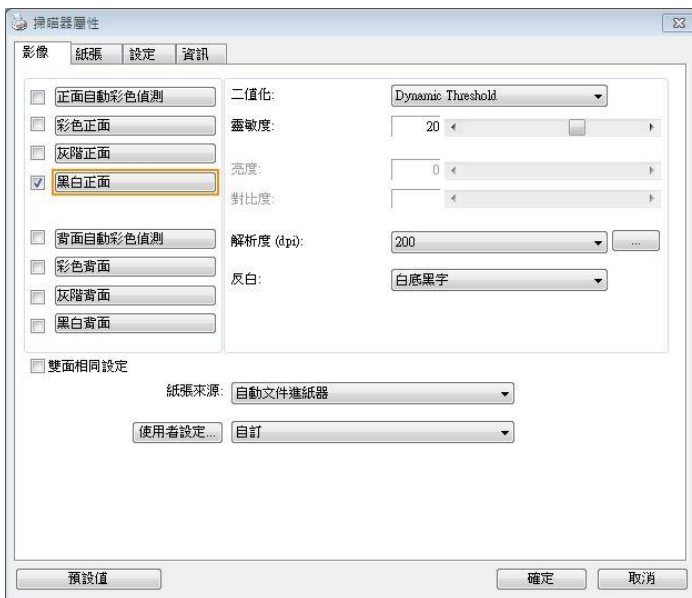 掃瞄器屬性
影像 紙張 設定 資訊
正面自動彩色偵測
彩色正面
灰階正面
黑白正面
背面自動彩色偵測
彩色背面
灰階背面
黑白背面
二值化: Dynamic Threshold
靈敏度: 20
亮度: 0
對比度:
解析度 (dpi): 200 ...
反白: 白底黑字
雙面相同設定
紙張來源: 自動文件進紙器
使用者設定... 自訂
預設值 確定 取消